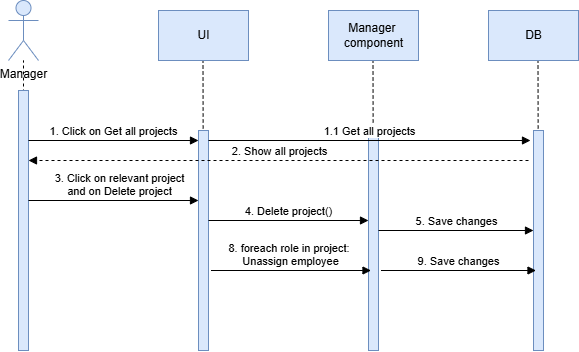 UI
Manager
component
DB
Manager
1. Click on Get all projects
1.1 Get all projects
2. Show all projects
3. Click on relevant project
and on Delete project
4. Delete project()
5. Save changes
8. foreach role in project:
Unassign employee
9. Save changes